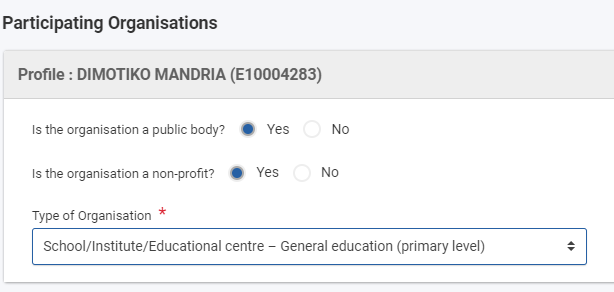 Participating Organisations
Profile : DIMOTIKO MANDRIA (E10004283)
Is the organisation a public body? Yes No
Is the organisation a non-profit? Yes No
Type of Organisation *
School/Institute/Educational centre – General education (primary level)